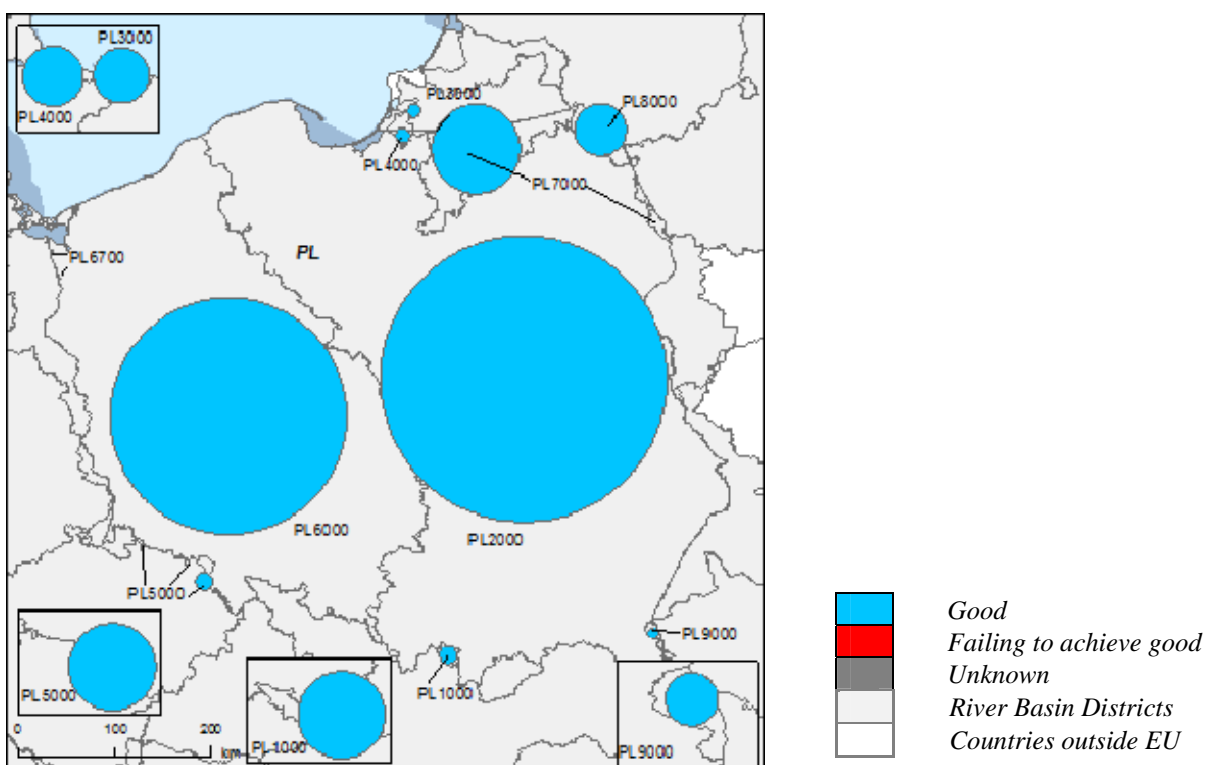 PL3000
PL4000
PL3000
PL8000
PL4000
PL7000
PL
PL6700
PL6000
PL2000
PL5000
PL9000
PL1000
PL5000
PL1000
PL9000
0 100 200
km
Good
Failing to achieve good
Unknown
River Basin Districts
Countries outside EU